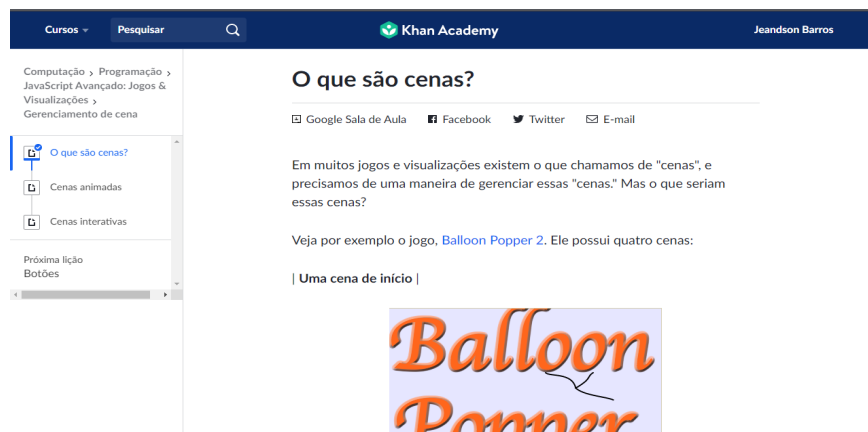 Cursos
Pesquisar
Khan Academy
Jeandson Barros
Computação > Programação >
JavaScript Avançado: Jogos &
Visualizações >
Gerenciamento de cena
O que são cenas?
Cenas animadas
Cenas interativas
Próxima lição
Botões
O que são cenas?
Google Sala de Aula
Facebook
Twitter
E-mail
Em muitos jogos e visualizações existem o que chamamos de "cenas", e
precisamos de uma maneira de gerenciar essas "cenas." Mas o que seriam
essas cenas?
Veja por exemplo o jogo, Balloon Popper 2. Ele possui quatro cenas:
| Uma cena de início |
Balloon
Popper